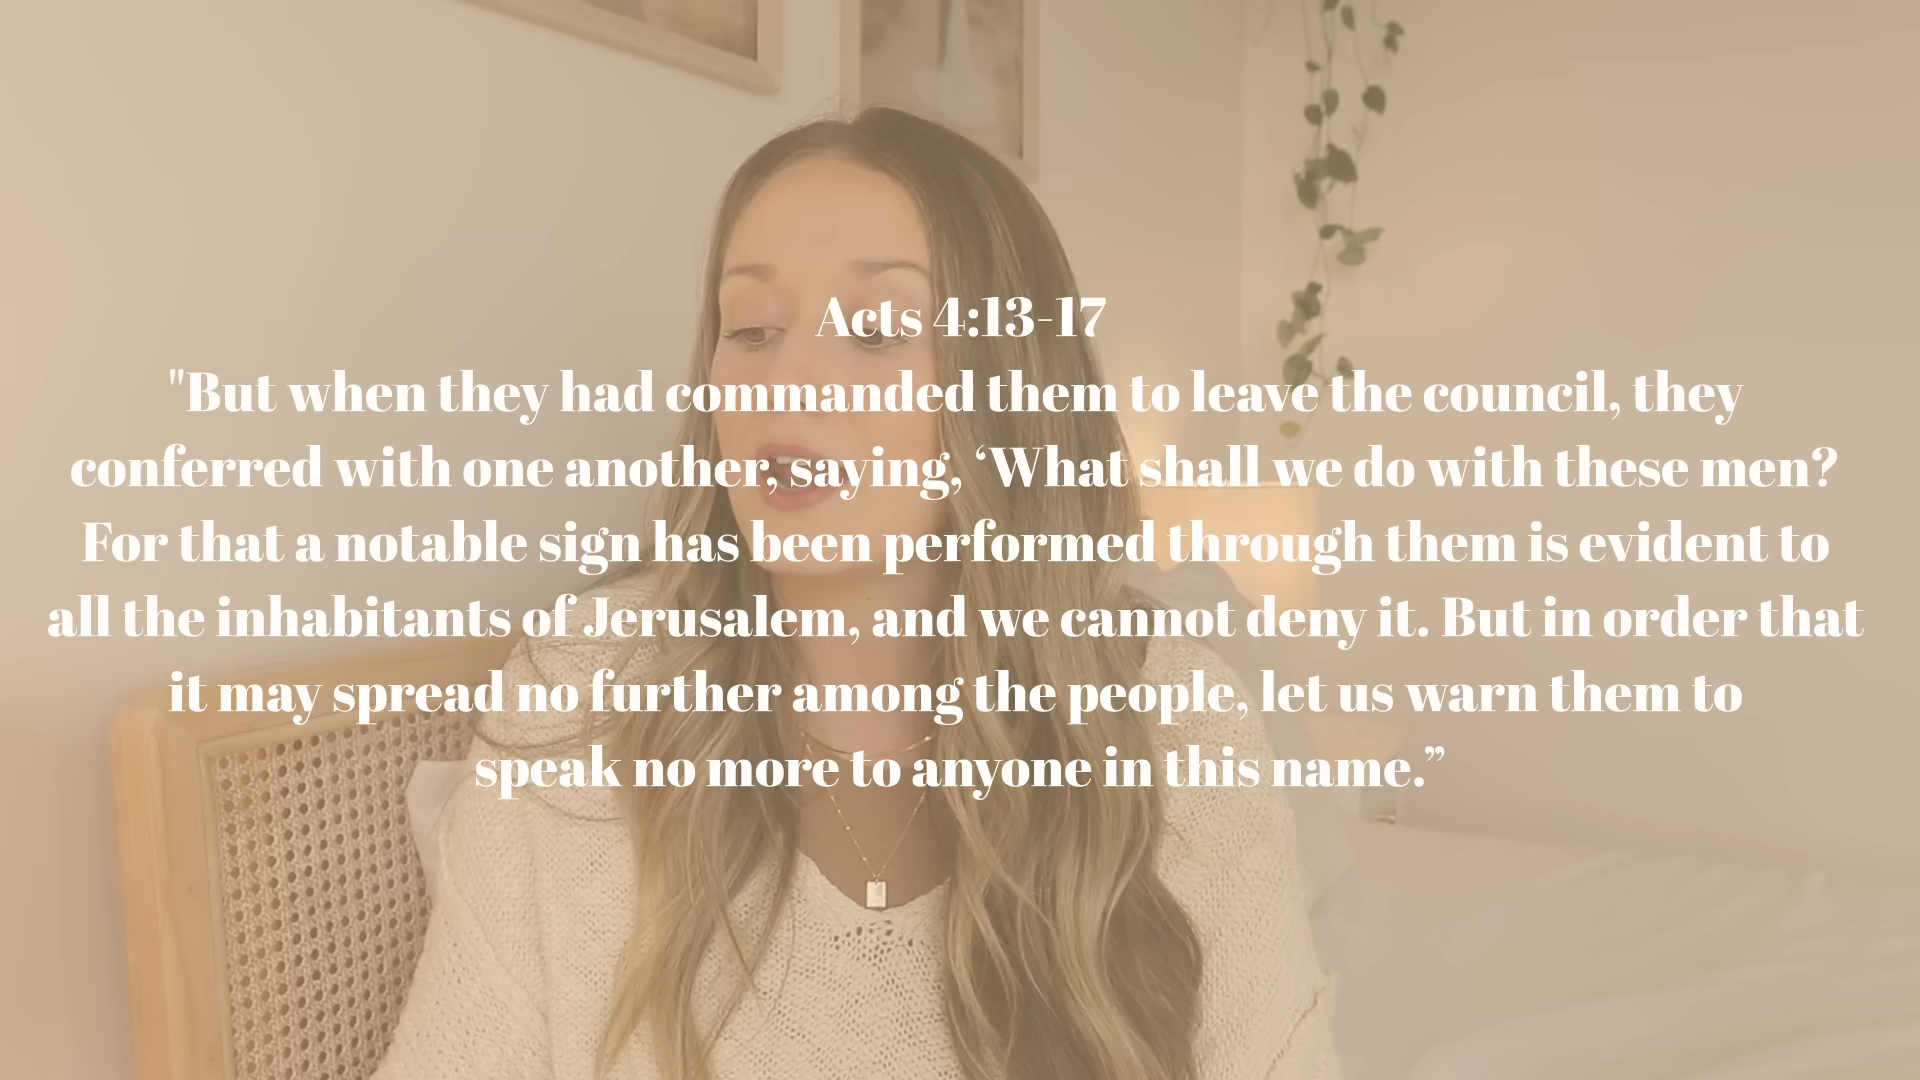 Acts 4:13-17
"But when they had commanded them to leave the council, they
conferred with one another, saying, ‘What shall we do with these men?
For that a notable sign has been performed through them is evident to
all the inhabitants of Jerusalem, and we cannot deny it. But in order that
it may spread no further among the people, let us warn them to
speak no more to anyone in this name.”